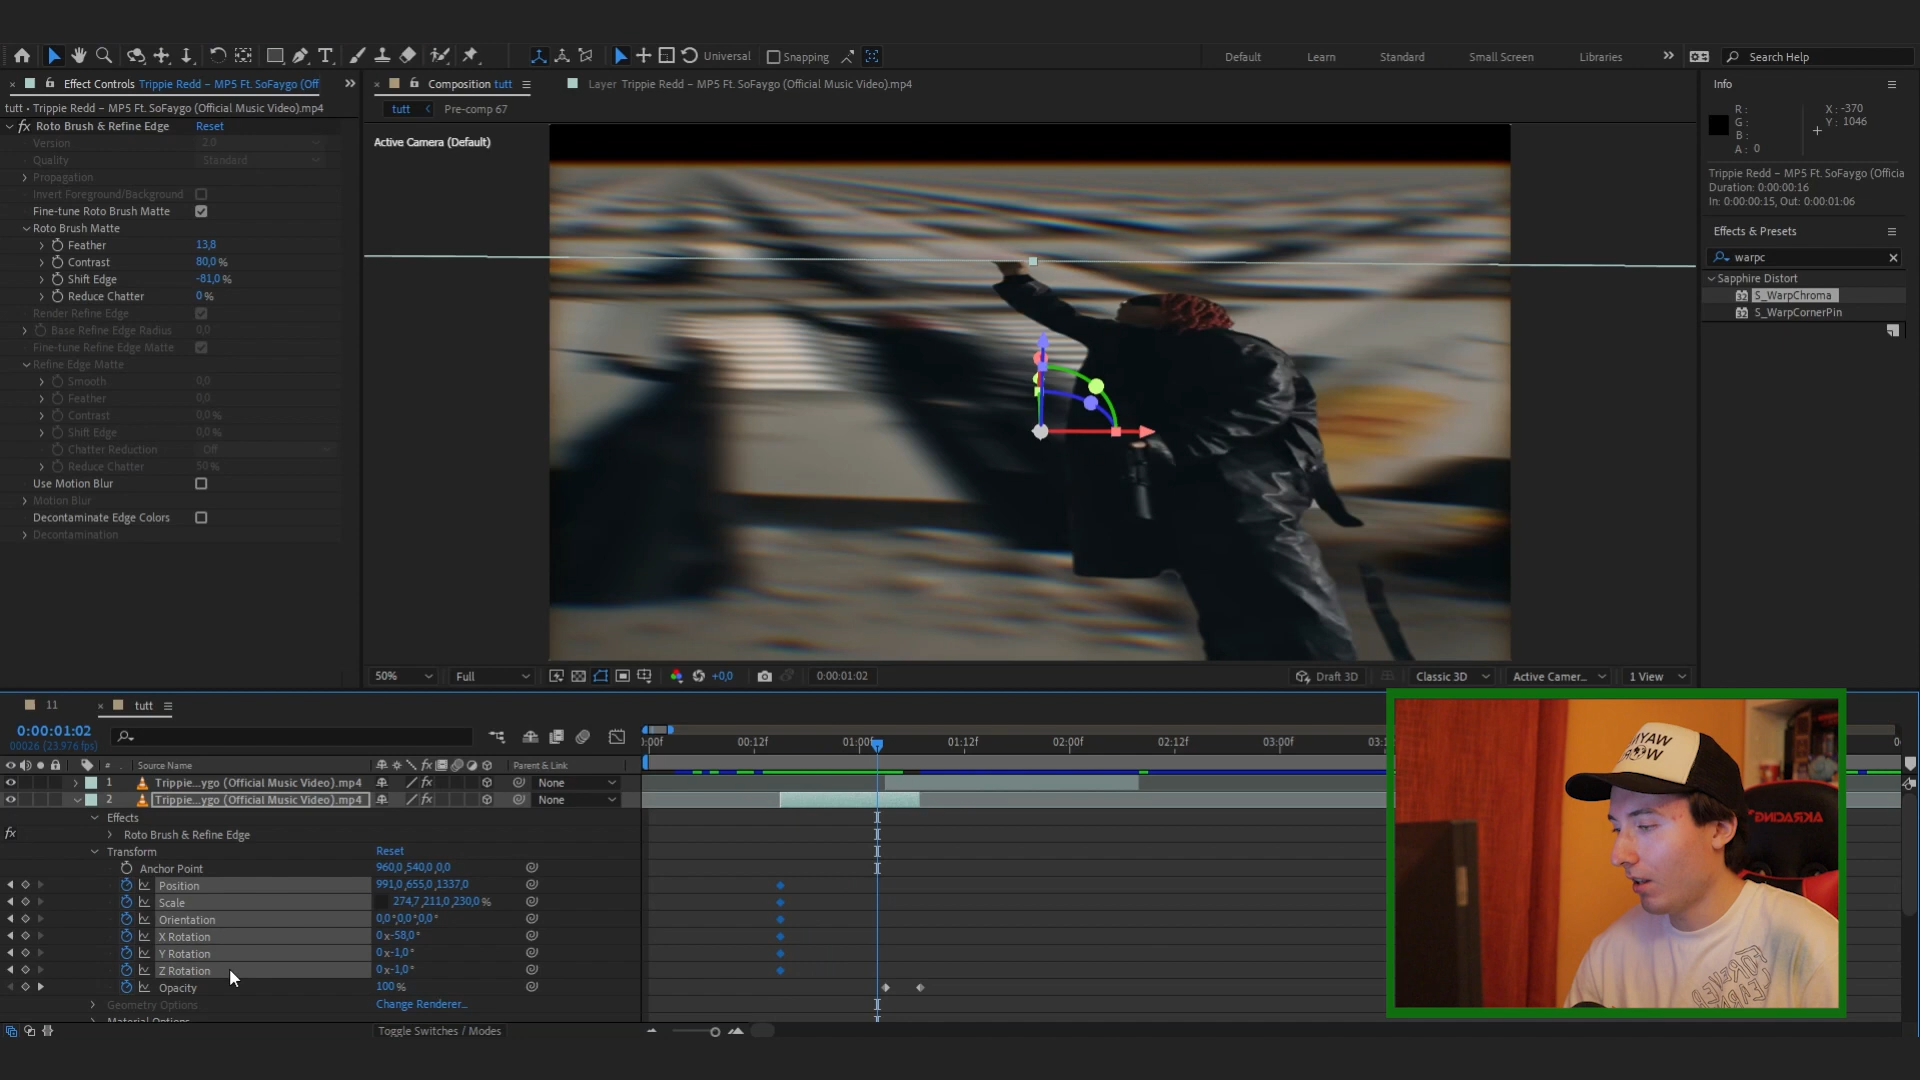 Universal
Snapping
Default
Learn
Standard
Small Screen
Libraries
Search Help
Effect Controls Trippie Redd – MP5 Ft. SoFaygo (Off
Composition tutt
Layer Trippie Redd – MP5 Ft. SoFaygo (Official Music Video).mp4
Info
tutt • Trippie Redd – MP5 Ft. SoFaygo (Official Music Video).mp4
tutt
Pre-comp 67
R :
G :
B :
A : 0
X : -370
Y : 1046
fx Roto Brush & Refine Edge Reset
Version 2.0
Quality Standard
Propagation
Invert Foreground/Background
Fine-tune Roto Brush Matte
Roto Brush Matte
Feather 13,8
Contrast 80,0 %
Shift Edge -81,0 %
Reduce Chatter 0 %
Render Refine Edge
Base Refine Edge Radius 0,0
Fine-tune Refine Edge Matte
Refine Edge Matte
Smooth 0,0
Feather 0,0
Contrast 0,0 %
Shift Edge 0,0 %
Chatter Reduction Off
Reduce Chatter 50 %
Use Motion Blur
Motion Blur
Decontaminate Edge Colors
Decontamination
Active Camera (Default)
Trippie Redd – MP5 Ft. SoFaygo (Officia
Duration: 0:00:00:16
In: 0:00:00:15, Out: 0:00:01:06
Effects & Presets
warpc
Sapphire Distort
S_WarpChroma
S_WarpCornerPin
50%
Full
+0,0
0:00:01:02
Draft 3D
Classic 3D
Active Camer...
1 View
11
tutt
0:00:01:02
00026 (23.976 fps)
:00f
00:12f
01:00f
01:12f
02:00f
02:12f
03:00f
# Source Name
Parent & Link
1 Trippie...ygo (Official Music Video).mp4 None
2 Trippie...ygo (Official Music Video).mp4 None
Effects
fx Roto Brush & Refine Edge
Transform Reset
Anchor Point 960,0,540,0,0,0
Position 991,0,655,0,1337,0
Scale 274,7,211,0,230,0 %
Orientation 0,0°,0,0°,0,0°
X Rotation 0 x-58,0°
Y Rotation 0 x-1,0°
Z Rotation 0 x-1,0°
Opacity 100 %
Geometry Options Change Renderer...
Material Options
Toggle Switches / Modes
AKRACING